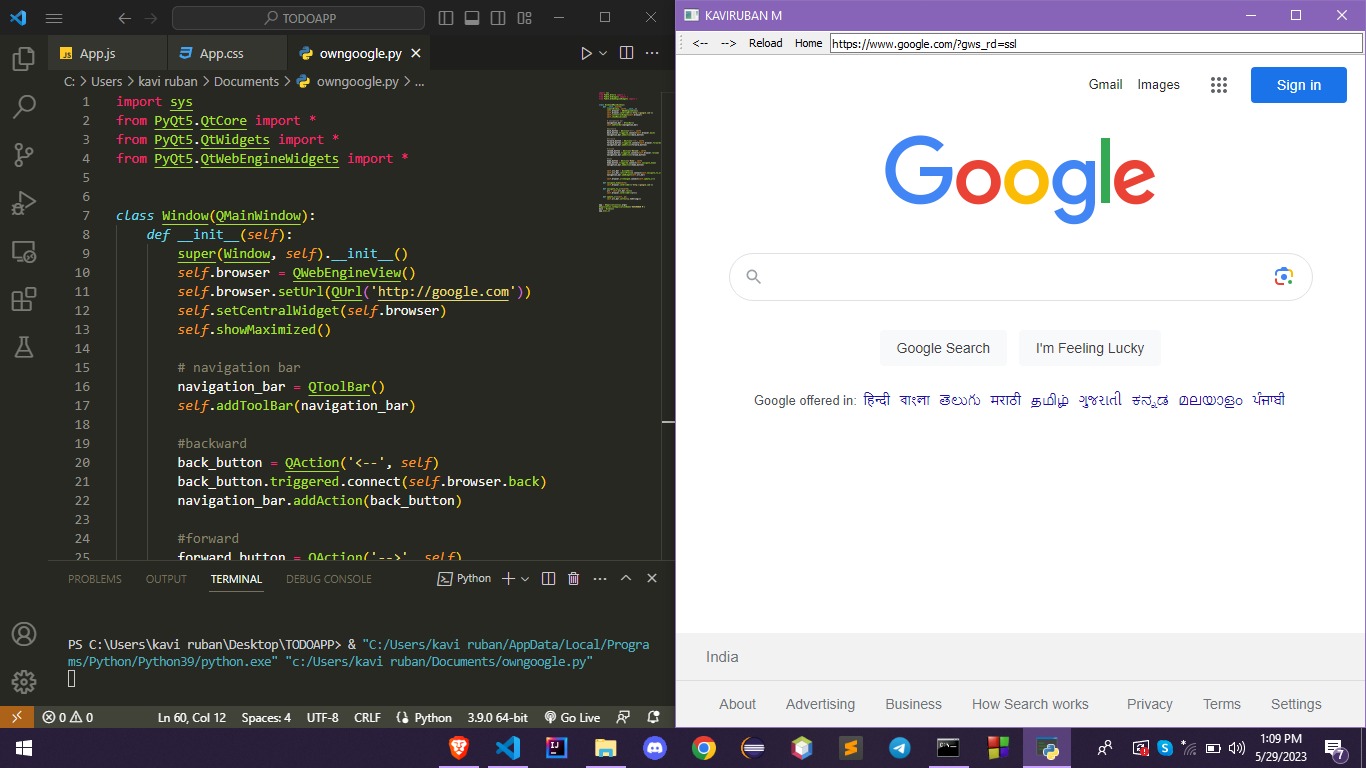 TODOAPP
App.js
App.css
owngoogle.py
C: > Users > kavi ruban > Documents > owngoogle.py > ...
1 import sys
2 from PyQt5.QtCore import *
3 from PyQt5.QtWidgets import *
4 from PyQt5.QtWebEngineWidgets import *
5
6
7 class Window(QMainWindow):
8 def __init__(self):
9 super(Window, self).__init__()
10 self.browser = QWebEngineView()
11 self.browser.setUrl(QUrl('http://google.com'))
12 self.setCentralWidget(self.browser)
13 self.showMaximized()
14
15 # navigation bar
16 navigation_bar = QToolBar()
17 self.addToolBar(navigation_bar)
18
19 #backward
20 back_button = QAction('<--', self)
21 back_button.triggered.connect(self.browser.back)
22 navigation_bar.addAction(back_button)
23
24 #forward
25 forward_button = QAction('-->', self)
PROBLEMS OUTPUT TERMINAL DEBUG CONSOLE Python
PS C:\Users\kavi ruban\Desktop\TODOAPP> & "C:/Users/kavi ruban/AppData/Local/Progra
ms/Python/Python39/python.exe" "c:/Users/kavi ruban/Documents/owngoogle.py"
0 0 Ln 60, Col 12 Spaces: 4 UTF-8 CRLF Python 3.9.0 64-bit Go Live
KAVIRUBAN M
<-- --> Reload Home https://www.google.com/?gws_rd=ssl
Gmail Images Sign in
Google
Google Search I'm Feeling Lucky
Google offered in: हिन्दी বাংলা తెలుగు मराठी தமிழ் ગુજરાતી ಕನ್ನಡ മലയാളം ਪੰਜਾਬੀ
India
About Advertising Business How Search works Privacy Terms Settings
1:09 PM
5/29/2023
7